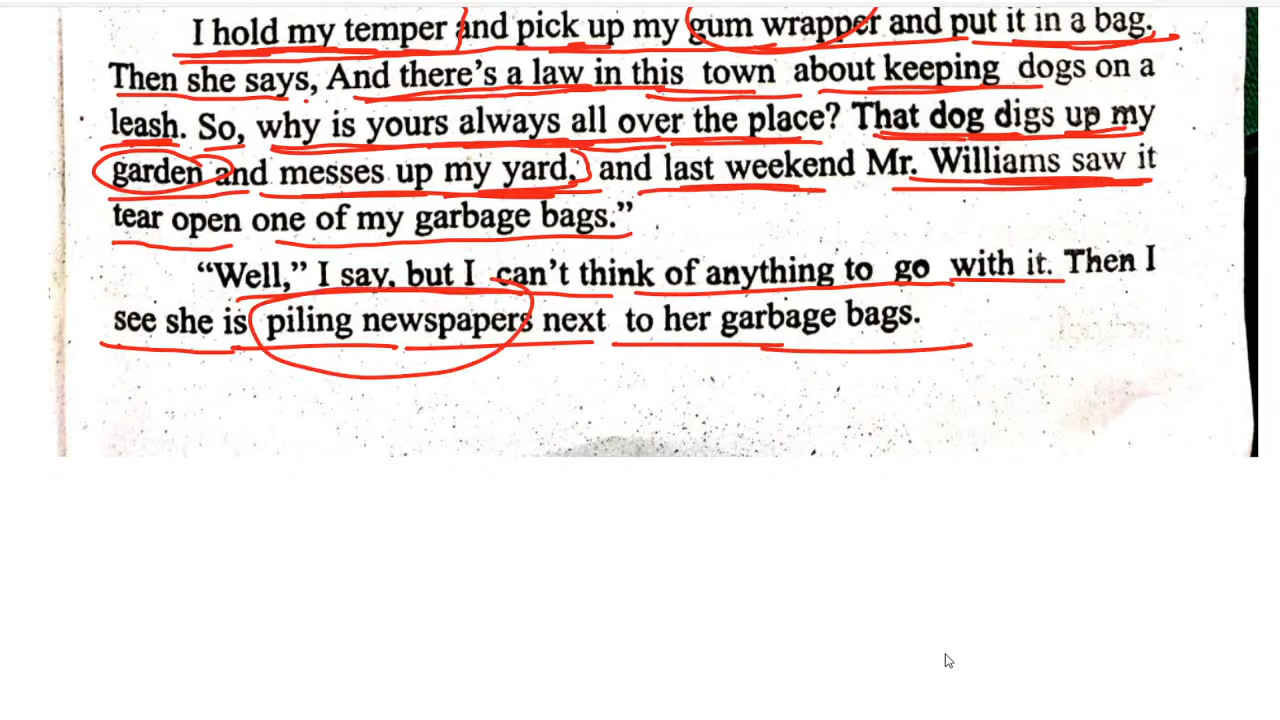 I hold my temper and pick up my gum wrapper and put it in a bag.
Then she says, And there's a law in this town about keeping dogs on a
leash. So, why is yours always all over the place? That dog digs up my
garden and messes up my yard, and last weekend Mr. Williams saw it
tear open one of my garbage bags."
"Well," I say, but I can't think of anything to go with it. Then I
see she is piling newspapers next to her garbage bags.